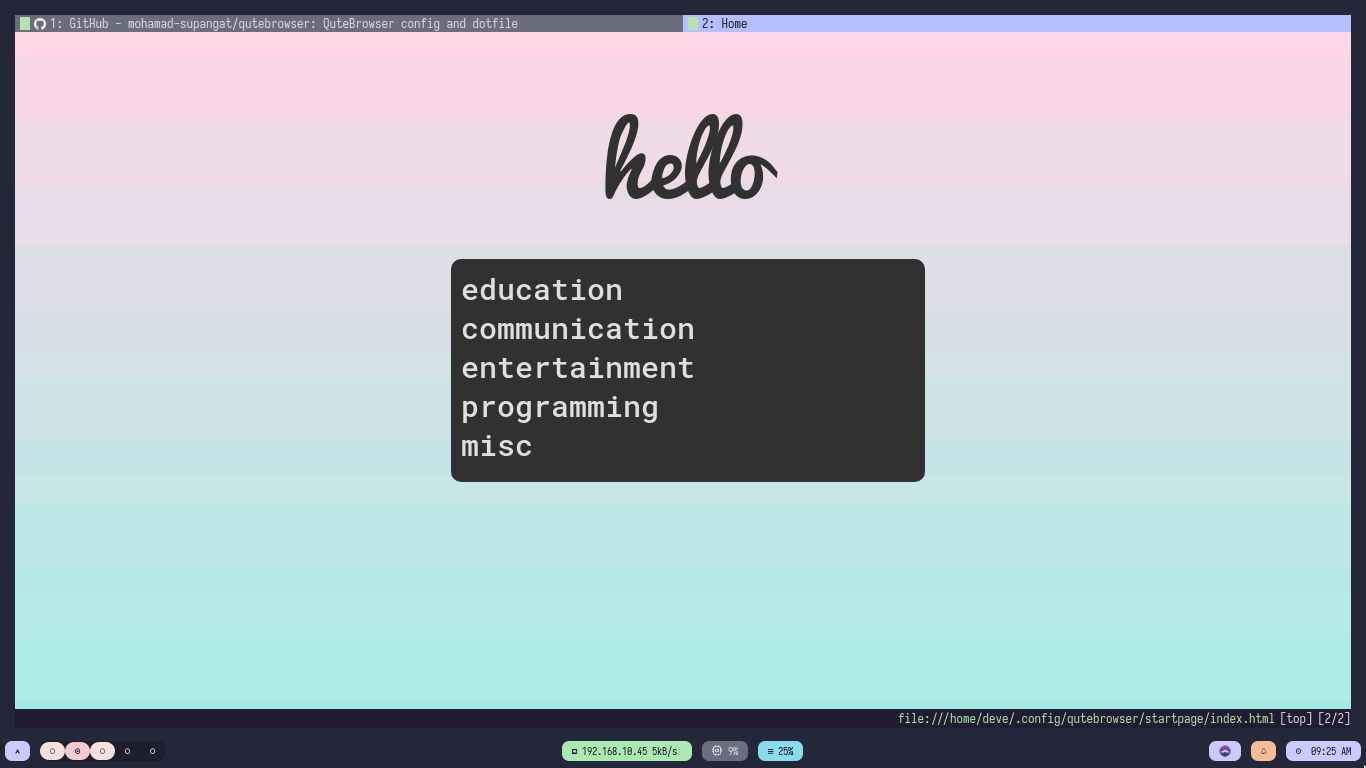 1: GitHub - mohamad-supangat/qutebrowser: QuteBrowser config and dotfile
2: Home
hello
education
communication
entertainment
programming
misc
file:///home/deve/.config/qutebrowser/startpage/index.html [top] [2/2]
192.168.10.45 5kB/s
9%
25%
09:25 AM